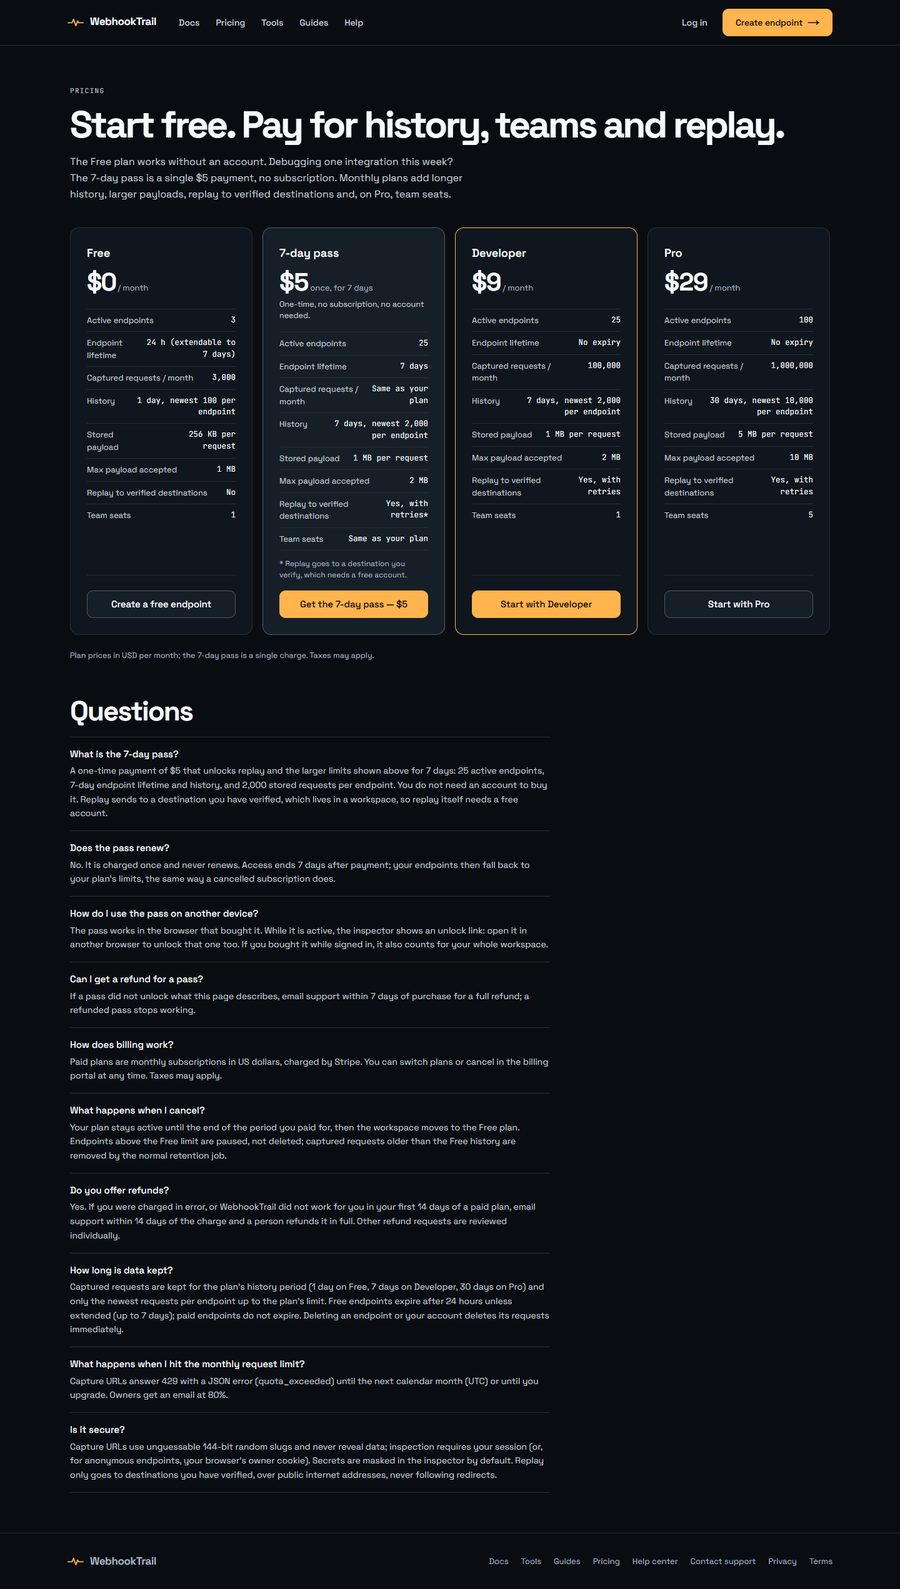 WebhookTrail
Docs Pricing Tools Guides Help
Log in
Create endpoint →
PRICING
Start free. Pay for history, teams and replay.
The Free plan works without an account. Debugging one integration this week?
The 7-day pass is a single $5 payment, no subscription. Monthly plans add longer
history, larger payloads, replay to verified destinations and, on Pro, team seats.
Free
$0 / month
Active endpoints 3
Endpoint lifetime 24 h (extendable to 7 days)
Captured requests / month 3,000
History 1 day, newest 100 per endpoint
Stored payload 256 KB per request
Max payload accepted 1 MB
Replay to verified destinations No
Team seats 1
Create a free endpoint
7-day pass
$5 once, for 7 days
One-time, no subscription, no account
needed.
Active endpoints 25
Endpoint lifetime 7 days
Captured requests / month Same as your plan
History 7 days, newest 2,000 per endpoint
Stored payload 1 MB per request
Max payload accepted 2 MB
Replay to verified destinations Yes, with retries*
Team seats Same as your plan
* Replay goes to a destination you
verify, which needs a free account.
Get the 7-day pass — $5
Developer
$9 / month
Active endpoints 25
Endpoint lifetime No expiry
Captured requests / month 100,000
History 7 days, newest 2,000 per endpoint
Stored payload 1 MB per request
Max payload accepted 2 MB
Replay to verified destinations Yes, with retries
Team seats 1
Start with Developer
Pro
$29 / month
Active endpoints 100
Endpoint lifetime No expiry
Captured requests / month 1,000,000
History 30 days, newest 10,000 per endpoint
Stored payload 5 MB per request
Max payload accepted 10 MB
Replay to verified destinations Yes, with retries
Team seats 5
Start with Pro
Plan prices in USD per month; the 7-day pass is a single charge. Taxes may apply.
Questions
What is the 7-day pass?
A one-time payment of $5 that unlocks replay and the larger limits shown above for 7 days: 25 active endpoints,
7-day endpoint lifetime and history, and 2,000 stored requests per endpoint. You do not need an account to buy
it. Replay sends to a destination you have verified, which lives in a workspace, so replay itself needs a free
account.
Does the pass renew?
No. It is charged once and never renews. Access ends 7 days after payment; your endpoints then fall back to
your plan's limits, the same way a cancelled subscription does.
How do I use the pass on another device?
The pass works in the browser that bought it. While it is active, the inspector shows an unlock link: open it in
another browser to unlock that one too. If you bought it while signed in, it also counts for your whole workspace.
Can I get a refund for a pass?
If a pass did not unlock what this page describes, email support within 7 days of purchase for a full refund; a
refunded pass stops working.
How does billing work?
Paid plans are monthly subscriptions in US dollars, charged by Stripe. You can switch plans or cancel in the billing
portal at any time. Taxes may apply.
What happens when I cancel?
Your plan stays active until the end of the period you paid for, then the workspace moves to the Free plan.
Endpoints above the Free limit are paused, not deleted; captured requests older than the Free history are
removed by the normal retention job.
Do you offer refunds?
Yes. If you were charged in error, or WebhookTrail did not work for you in your first 14 days of a paid plan, email
support within 14 days of the charge and a person refunds it in full. Other refund requests are reviewed
individually.
How long is data kept?
Captured requests are kept for the plan's history period (1 day on Free, 7 days on Developer, 30 days on Pro) and
only the newest requests per endpoint up to the plan's limit. Free endpoints expire after 24 hours unless
extended (up to 7 days); paid endpoints do not expire. Deleting an endpoint or your account deletes its requests
immediately.
What happens when I hit the monthly request limit?
Capture URLs answer 429 with a JSON error (quota_exceeded) until the next calendar month (UTC) or until you
upgrade. Owners get an email at 80%.
Is it secure?
Capture URLs use unguessable 144-bit random slugs and never reveal data; inspection requires your session (or,
for anonymous endpoints, your browser's owner cookie). Secrets are masked in the inspector by default. Replay
only goes to destinations you have verified, over public internet addresses, never following redirects.
WebhookTrail
Docs Tools Guides Pricing Help center Contact support Privacy Terms